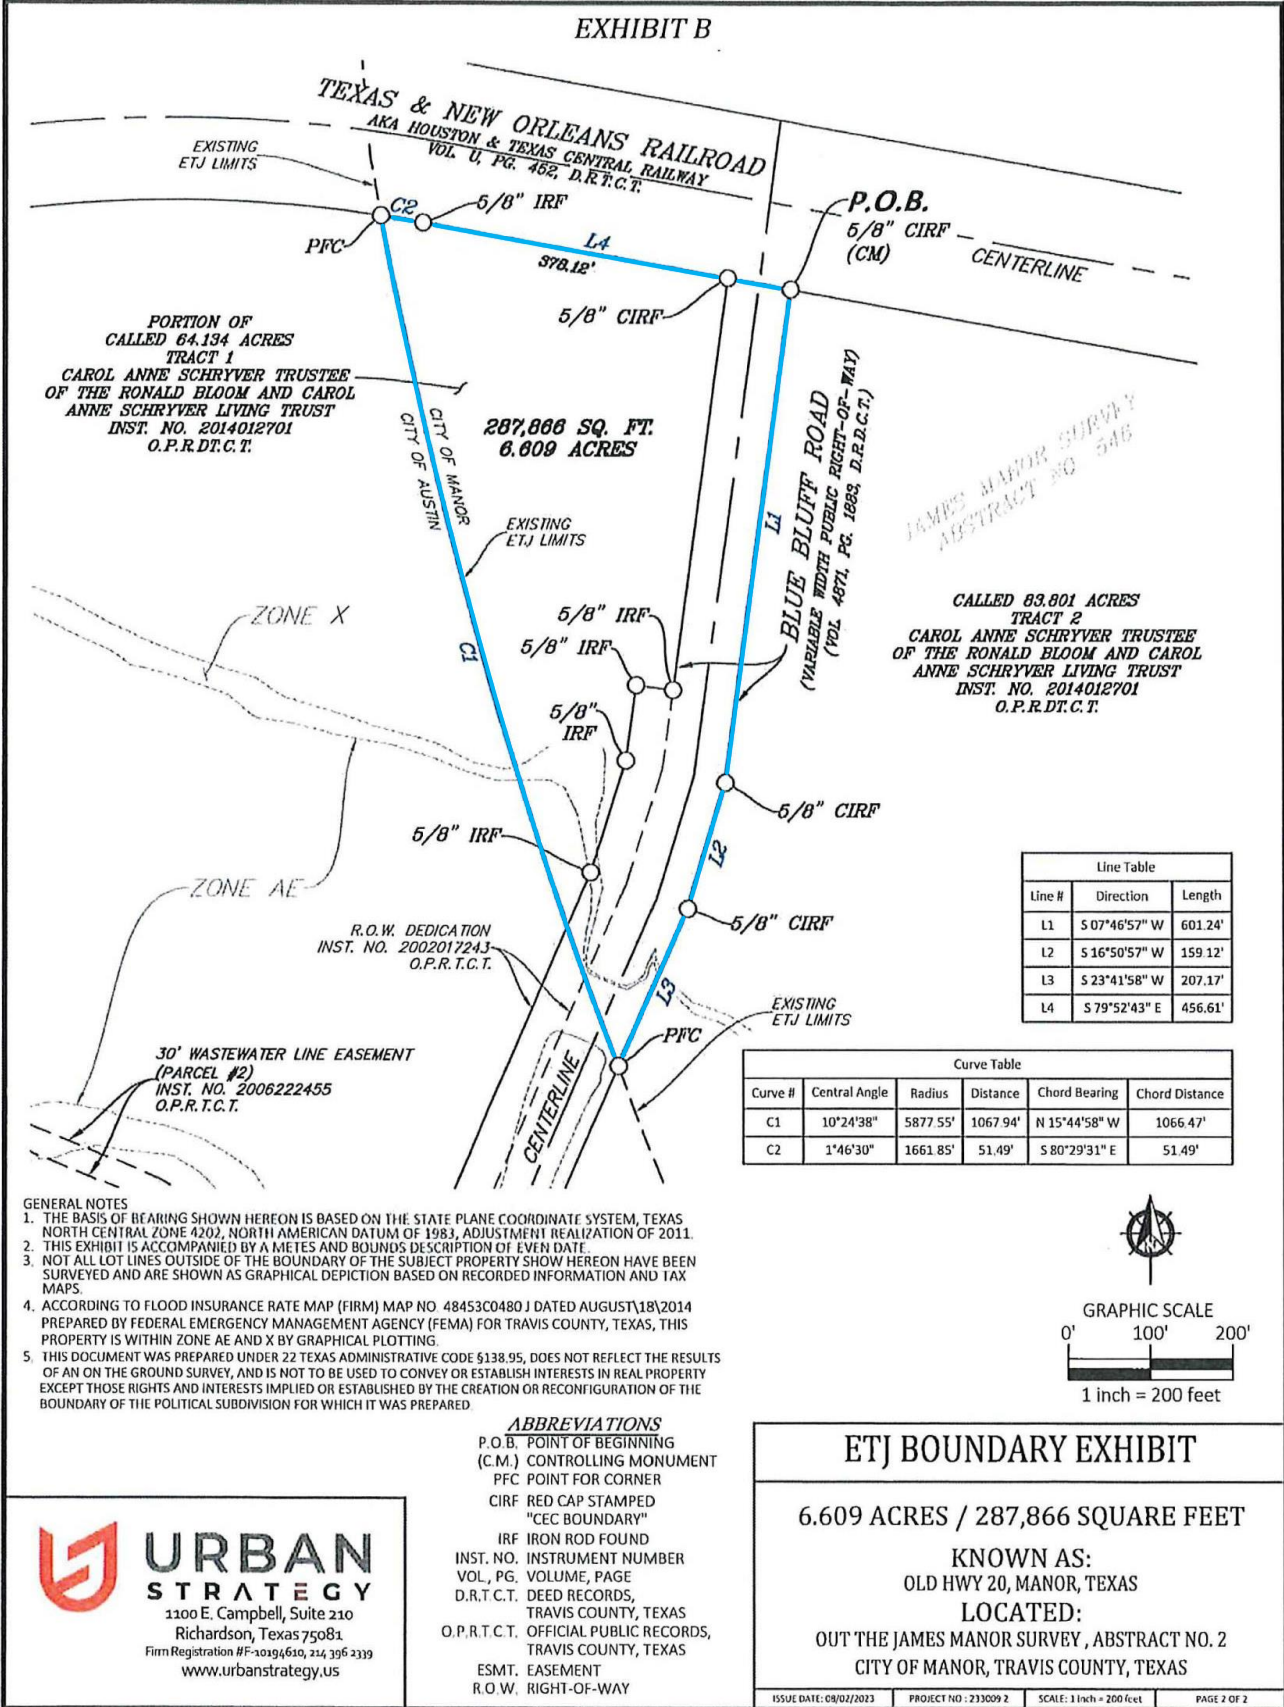 EXHIBIT B
TEXAS & NEW ORLEANS RAILROAD
AKA HOUSTON & TEXAS CENTRAL RAILWAY
VOL. U, PG. 452, D.R.T.C.T.
EXISTING
ETJ LIMITS
C2
5/8" IRF
PFC
L4
378.12'
P.O.B.
5/8" CIRF
(CM)
CENTERLINE
5/8" CIRF
PORTION OF
CALLED 64.134 ACRES
TRACT 1
CAROL ANNE SCHRYVER TRUSTEE
OF THE RONALD BLOOM AND CAROL
ANNE SCHRYVER LIVING TRUST
INST. NO. 2014012701
O.P.R.DT.C.T.
CITY OF MANOR
CITY OF AUSTIN
287,866 SQ. FT.
6.609 ACRES
EXISTING
ETJ LIMITS
BLUE BLUFF ROAD
(VARIABLE WIDTH PUBLIC RIGHT-OF-WAY)
(VOL. 4871, PG. 1883, D.R.D.C.T.)
L1
JAMES MANOR SURVEY
ABSTRACT NO 546
CALLED 83.801 ACRES
TRACT 2
CAROL ANNE SCHRYVER TRUSTEE
OF THE RONALD BLOOM AND CAROL
ANNE SCHRYVER LIVING TRUST
INST. NO. 2014012701
O.P.R.DT.C.T.
ZONE X
C1
5/8" IRF
5/8" IRF
5/8"
IRF
5/8" CIRF
5/8" IRF
L2
ZONE AE
5/8" CIRF
R.O.W. DEDICATION
INST. NO. 2002017243
O.P.R.T.C.T.
L3
EXISTING
ETJ LIMITS
PFC
CENTERLINE
30' WASTEWATER LINE EASEMENT
(PARCEL #2)
INST. NO. 2006222455
O.P.R.T.C.T.
Line Table
Line # Direction Length
L1 S 07°46'57" W 601.24'
L2 S 16°50'57" W 159.12'
L3 S 23°41'58" W 207.17'
L4 S 79°52'43" E 456.61'
Curve Table
Curve # Central Angle Radius Distance Chord Bearing Chord Distance
C1 10°24'38" 5877.55' 1067.94' N 15°44'58" W 1066.47'
C2 1°46'30" 1661.85' 51.49' S 80°29'31" E 51.49'
GENERAL NOTES
1. THE BASIS OF BEARING SHOWN HEREON IS BASED ON THE STATE PLANE COORDINATE SYSTEM, TEXAS
NORTH CENTRAL ZONE 4202, NORTH AMERICAN DATUM OF 1983, ADJUSTMENT REALIZATION OF 2011.
2. THIS EXHIBIT IS ACCOMPANIED BY A METES AND BOUNDS DESCRIPTION OF EVEN DATE.
3. NOT ALL LOT LINES OUTSIDE OF THE BOUNDARY OF THE SUBJECT PROPERTY SHOW HEREON HAVE BEEN
SURVEYED AND ARE SHOWN AS GRAPHICAL DEPICTION BASED ON RECORDED INFORMATION AND TAX
MAPS.
4. ACCORDING TO FLOOD INSURANCE RATE MAP (FIRM) MAP NO. 48453C0480 J DATED AUGUST\18\2014
PREPARED BY FEDERAL EMERGENCY MANAGEMENT AGENCY (FEMA) FOR TRAVIS COUNTY, TEXAS, THIS
PROPERTY IS WITHIN ZONE AE AND X BY GRAPHICAL PLOTTING.
5. THIS DOCUMENT WAS PREPARED UNDER 22 TEXAS ADMINISTRATIVE CODE §138.95, DOES NOT REFLECT THE RESULTS
OF AN ON THE GROUND SURVEY, AND IS NOT TO BE USED TO CONVEY OR ESTABLISH INTERESTS IN REAL PROPERTY
EXCEPT THOSE RIGHTS AND INTERESTS IMPLIED OR ESTABLISHED BY THE CREATION OR RECONFIGURATION OF THE
BOUNDARY OF THE POLITICAL SUBDIVISION FOR WHICH IT WAS PREPARED
N
GRAPHIC SCALE
0' 100' 200'
1 inch = 200 feet
ABBREVIATIONS
P.O.B. POINT OF BEGINNING
(C.M.) CONTROLLING MONUMENT
PFC POINT FOR CORNER
CIRF RED CAP STAMPED
"CEC BOUNDARY"
IRF IRON ROD FOUND
INST. NO. INSTRUMENT NUMBER
VOL., PG. VOLUME, PAGE
D.R.T.C.T. DEED RECORDS,
TRAVIS COUNTY, TEXAS
O.P.R.T.C.T. OFFICIAL PUBLIC RECORDS,
TRAVIS COUNTY, TEXAS
ESMT. EASEMENT
R.O.W. RIGHT-OF-WAY
URBAN
STRATEGY
1100 E. Campbell, Suite 210
Richardson, Texas 75081
Firm Registration #F-10194610, 214 396 2339
www.urbanstrategy.us
ETJ BOUNDARY EXHIBIT
6.609 ACRES / 287,866 SQUARE FEET
KNOWN AS:
OLD HWY 20, MANOR, TEXAS
LOCATED:
OUT THE JAMES MANOR SURVEY , ABSTRACT NO. 2
CITY OF MANOR, TRAVIS COUNTY, TEXAS
ISSUE DATE: 08/02/2023 PROJECT NO : 233009 2 SCALE: 1 Inch = 200 feet PAGE 2 OF 2